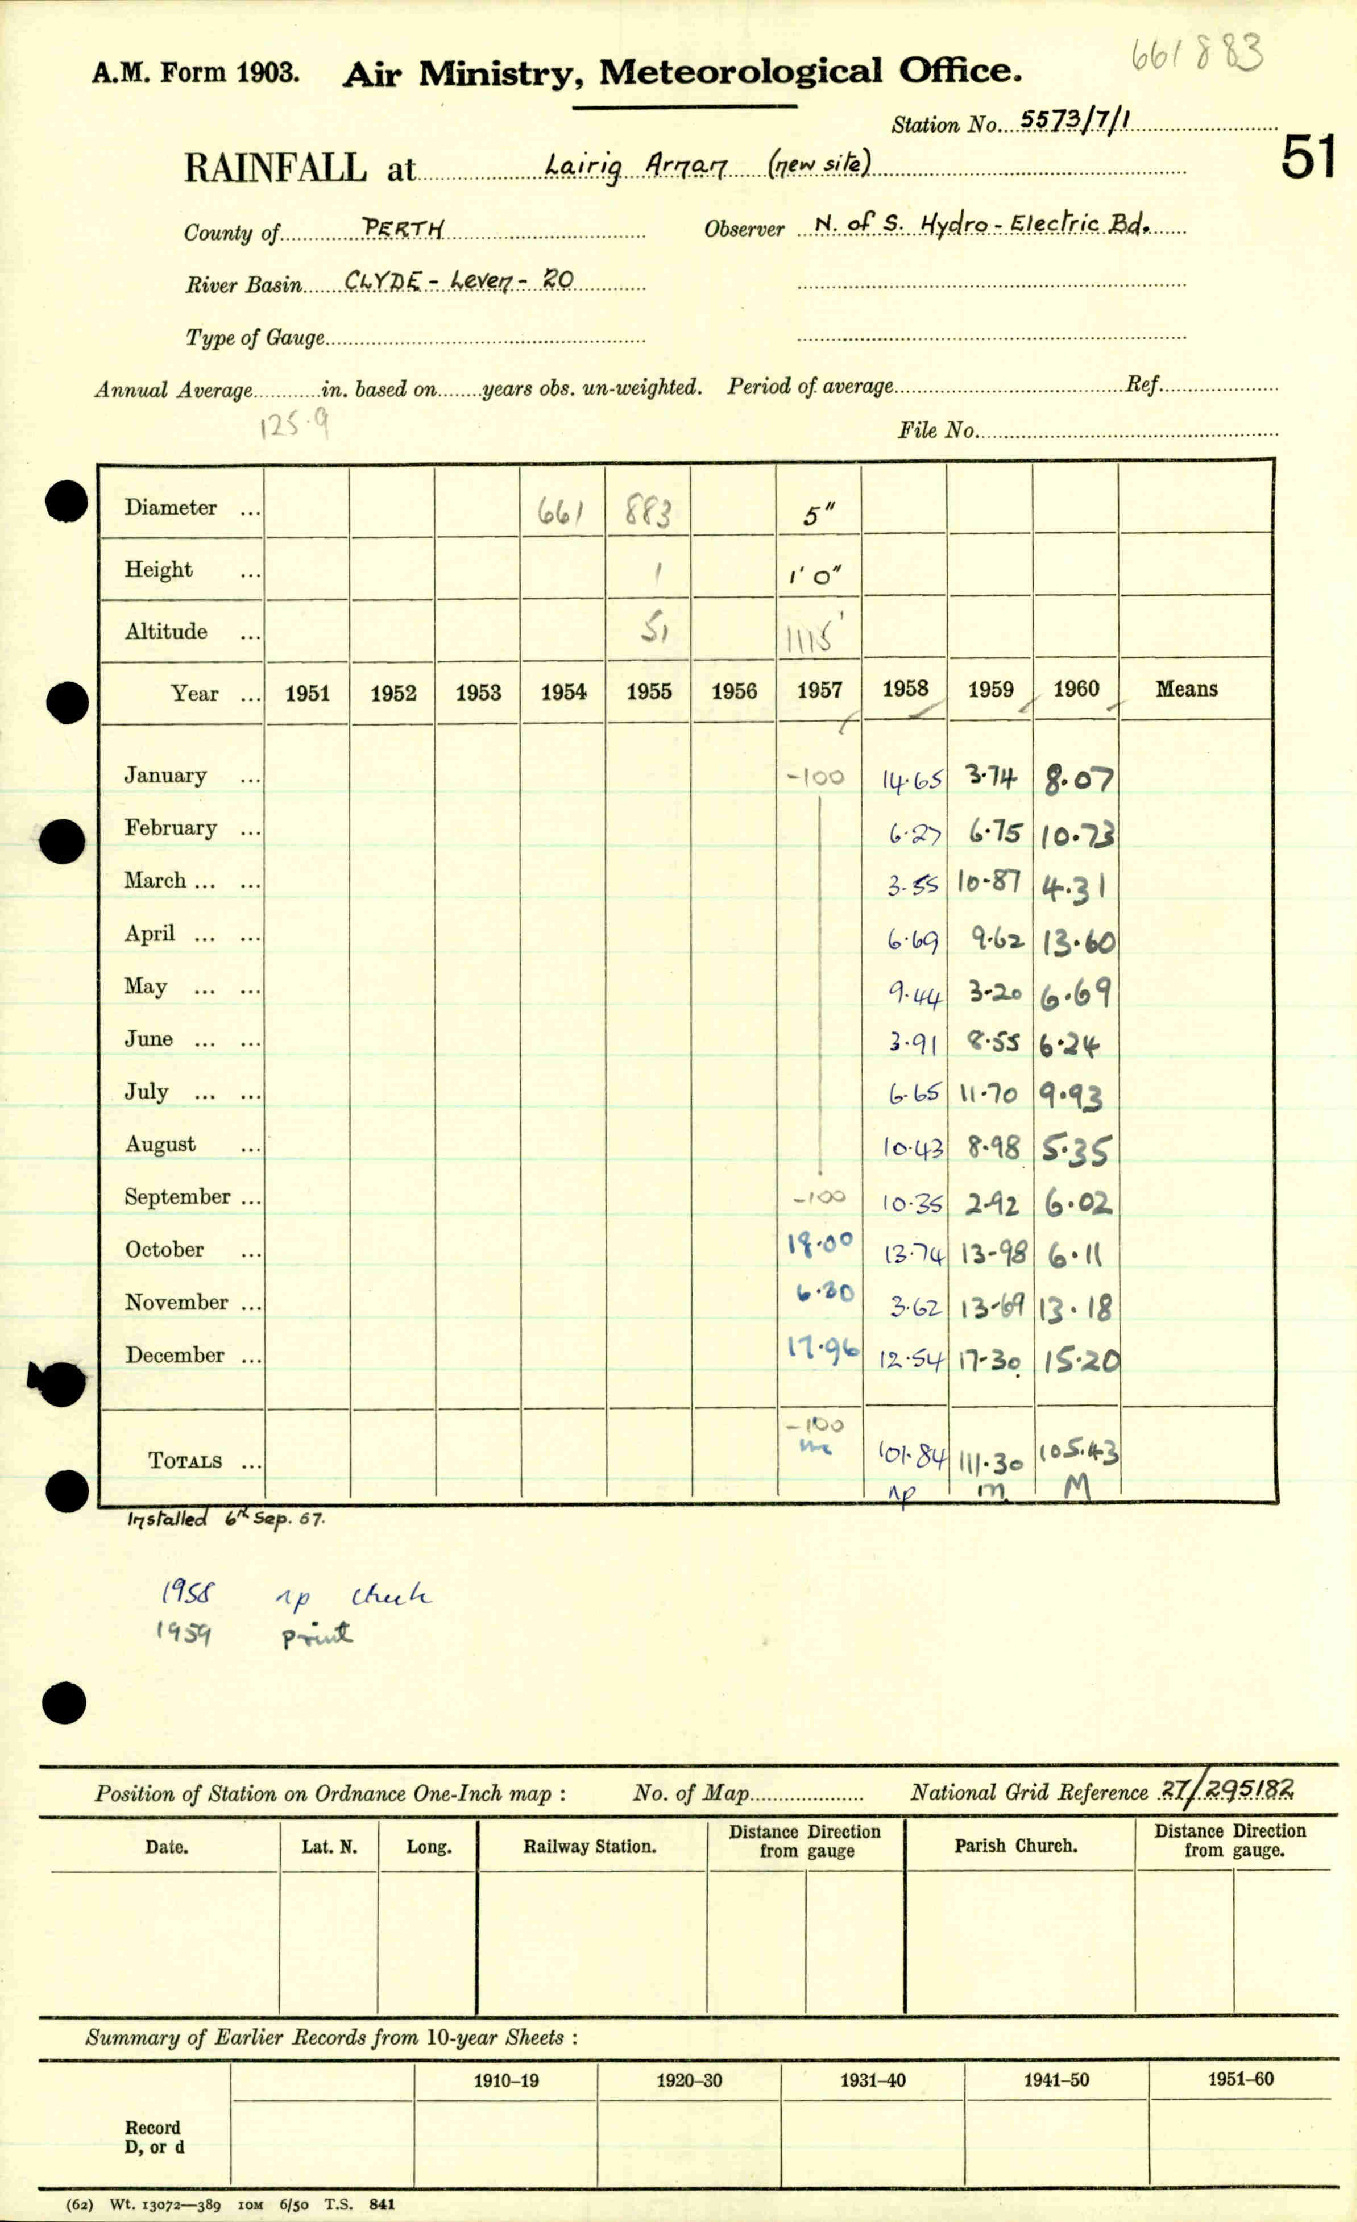 661883
A.M. Form 1903. Air Ministry, Meteorological Office.
Station No. 5573/7/1
51
RAINFALL at Lairig Arnan (new site)
County of PERTH Observer N. of S. Hydro-Electric Bd.
River Basin CLYDE - Leven - 20
Type of Gauge
Annual Average in. based on years obs. un-weighted. Period of average Ref.
125.9
File No.
Diameter ... 661 883 5"
Height ... 1 1' 0"
Altitude ... 51 1115'
Year ... 1951 1952 1953 1954 1955 1956 1957 1958 1959 1960 Means
January ... -100 14.65 3.74 8.07
February ... 6.27 6.75 10.73
March ... ... 3.55 10.87 4.31
April ... ... 6.69 9.62 13.60
May ... ... 9.44 3.20 6.69
June ... ... 3.91 8.55 6.24
July ... ... 6.65 11.70 9.93
August ... 10.43 8.98 5.35
September ... -100 10.35 2.92 6.02
October ... 18.00 13.74 13.98 6.11
November ... 6.30 3.62 13.69 13.18
December ... 17.96 12.54 17.30 15.20
-100
TOTALS ... 101.84 111.30 105.43
np m M
Installed 6th Sep. 57.
1958 np check
1959 print
Position of Station on Ordnance One-Inch map : No. of Map National Grid Reference 27/295182
Date. Lat. N. Long. Railway Station. Distance Direction from gauge Parish Church. Distance Direction from gauge.
Summary of Earlier Records from 10-year Sheets :
1910–19 1920–30 1931–40 1941–50 1951–60
Record
D, or d
(62) Wt. 13072—389 10M 6/50 T.S. 841